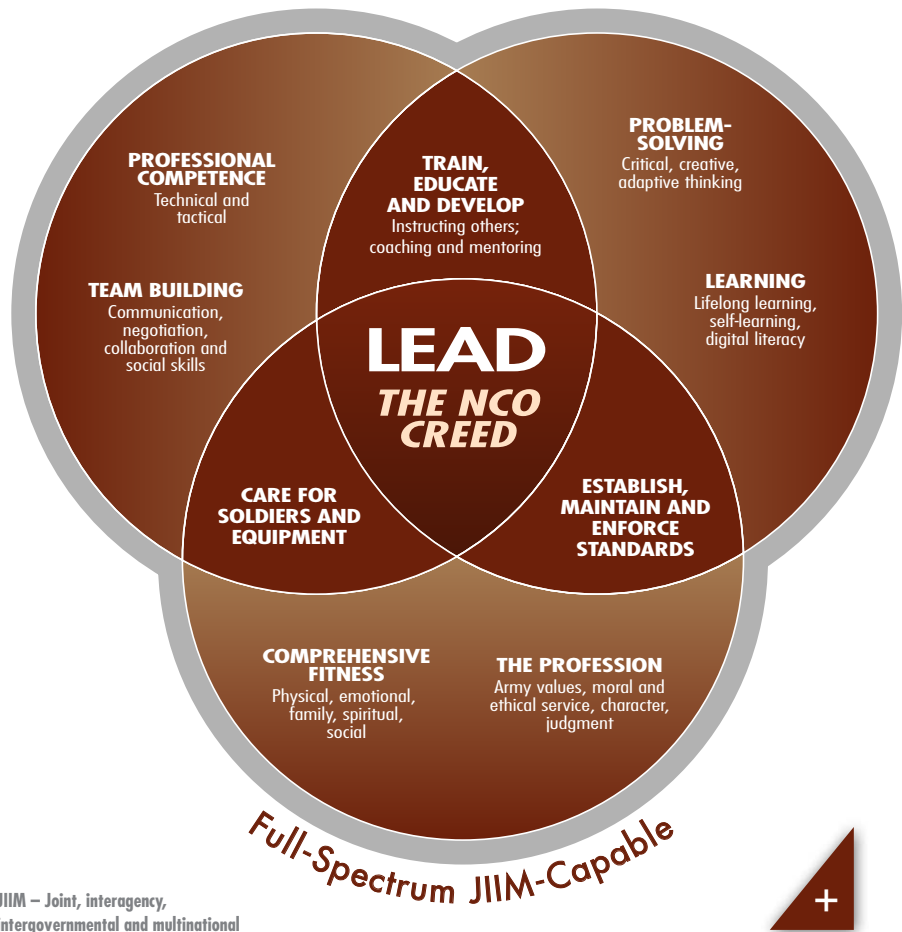 PROFESSIONAL
COMPETENCE
Technical and
tactical
TEAM BUILDING
Communication,
negotiation,
collaboration and
social skills
TRAIN,
EDUCATE
AND DEVELOP
Instructing others;
coaching and mentoring
PROBLEM-
SOLVING
Critical, creative,
adaptive thinking
LEARNING
Lifelong learning,
self-learning,
digital literacy
LEAD
THE NCO
CREED
CARE FOR
SOLDIERS AND
EQUIPMENT
ESTABLISH,
MAINTAIN AND
ENFORCE
STANDARDS
COMPREHENSIVE
FITNESS
Physical, emotional,
family, spiritual,
social
THE PROFESSION
Army values, moral and
ethical service, character,
judgment
Full-Spectrum JIIM-Capable
JIIM – Joint, interagency,
intergovernmental and multinational
+